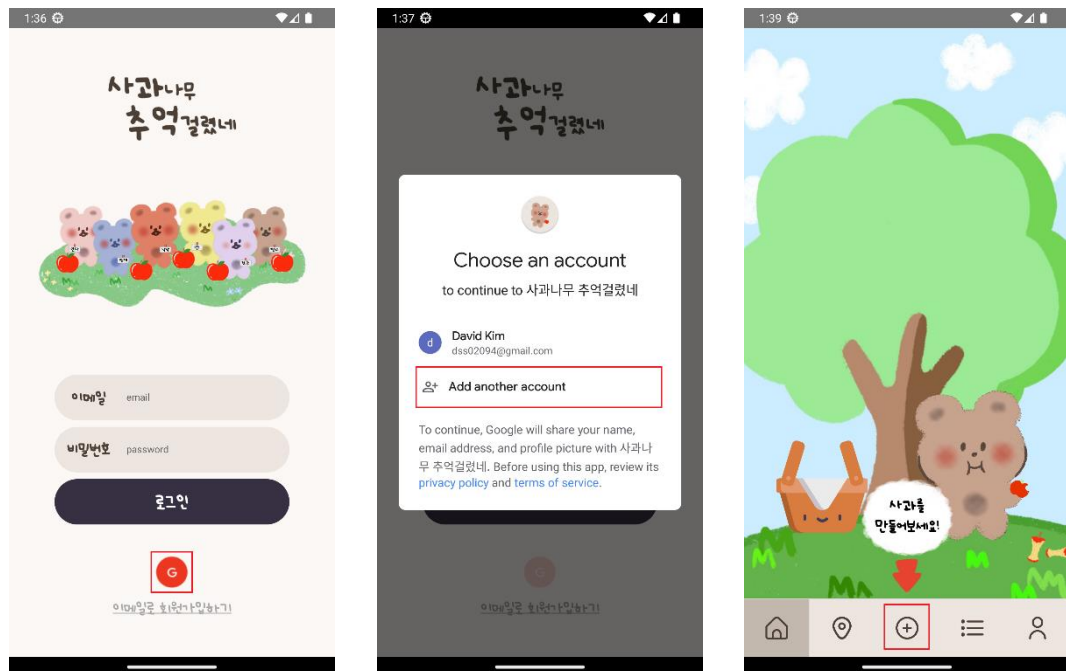 1:36
사과나무
추억걸렸네
이메일 email
비밀번호 password
로그인
G
이메일로 회원가입하기
1:37
사과나무
추억걸렸네
Choose an account
to continue to 사과나무 추억걸렸네
d
David Kim
dss02094@gmail.com
Add another account
To continue, Google will share your name,
email address, and profile picture with 사과나
무 추억걸렸네. Before using this app, review its
privacy policy and terms of service.
G
이메일로 회원가입하기
1:39
사과를
만들어보세요!